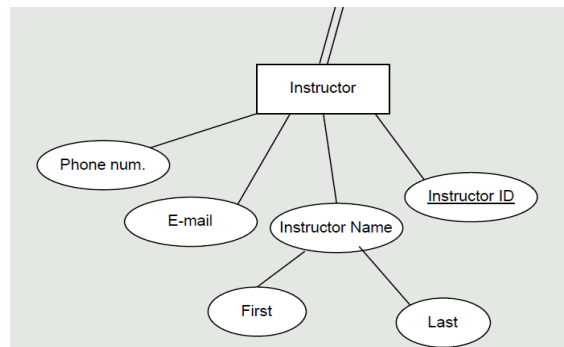 Instructor
Phone num.
E-mail
Instructor Name
Instructor ID
First
Last